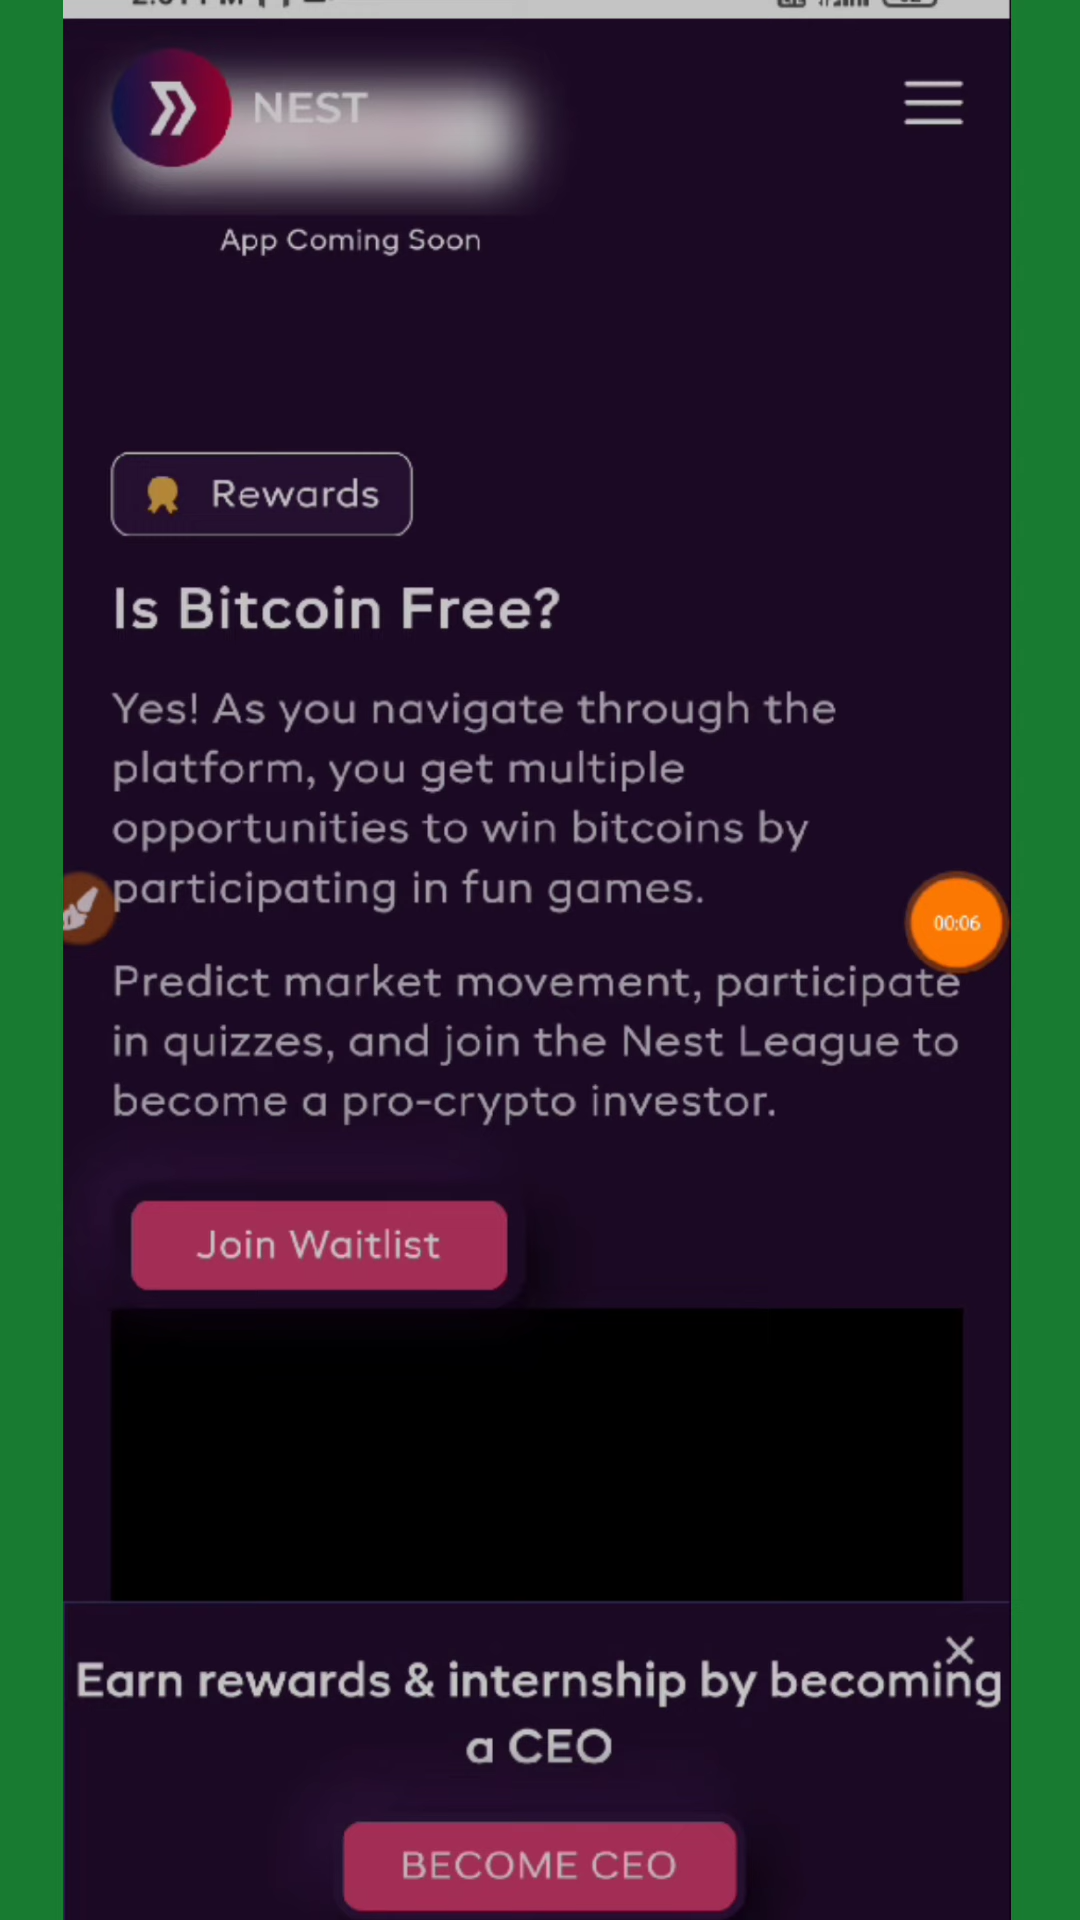 NEST
App Coming Soon
Rewards
Is Bitcoin Free?
Yes! As you navigate through the
platform, you get multiple
opportunities to win bitcoins by
participating in fun games.
00:06
Predict market movement, participate
in quizzes, and join the Nest League to
become a pro-crypto investor.
Join Waitlist
Earn rewards & internship by becoming
a CEO
BECOME CEO